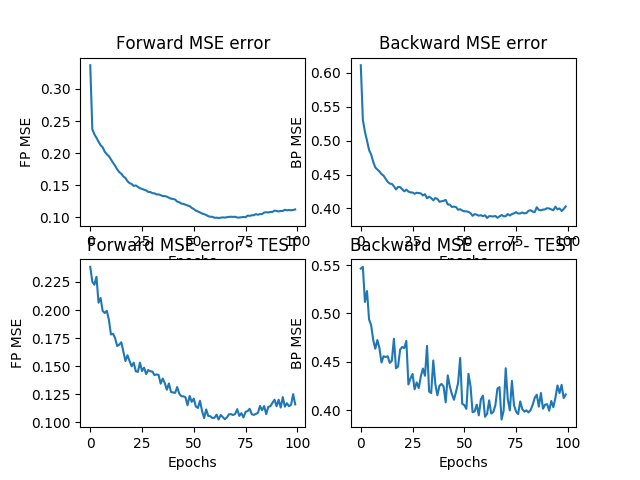 Forward MSE error
Backward MSE error
FP MSE
0.30
0.25
0.20
0.15
0.10
0 25 50 75 100
Epochs
BP MSE
0.60
0.55
0.50
0.45
0.40
0 25 50 75 100
Epochs
Forward MSE error - TEST
Backward MSE error - TEST
FP MSE
0.225
0.200
0.175
0.150
0.125
0.100
0 25 50 75 100
Epochs
BP MSE
0.55
0.50
0.45
0.40
0 25 50 75 100
Epochs